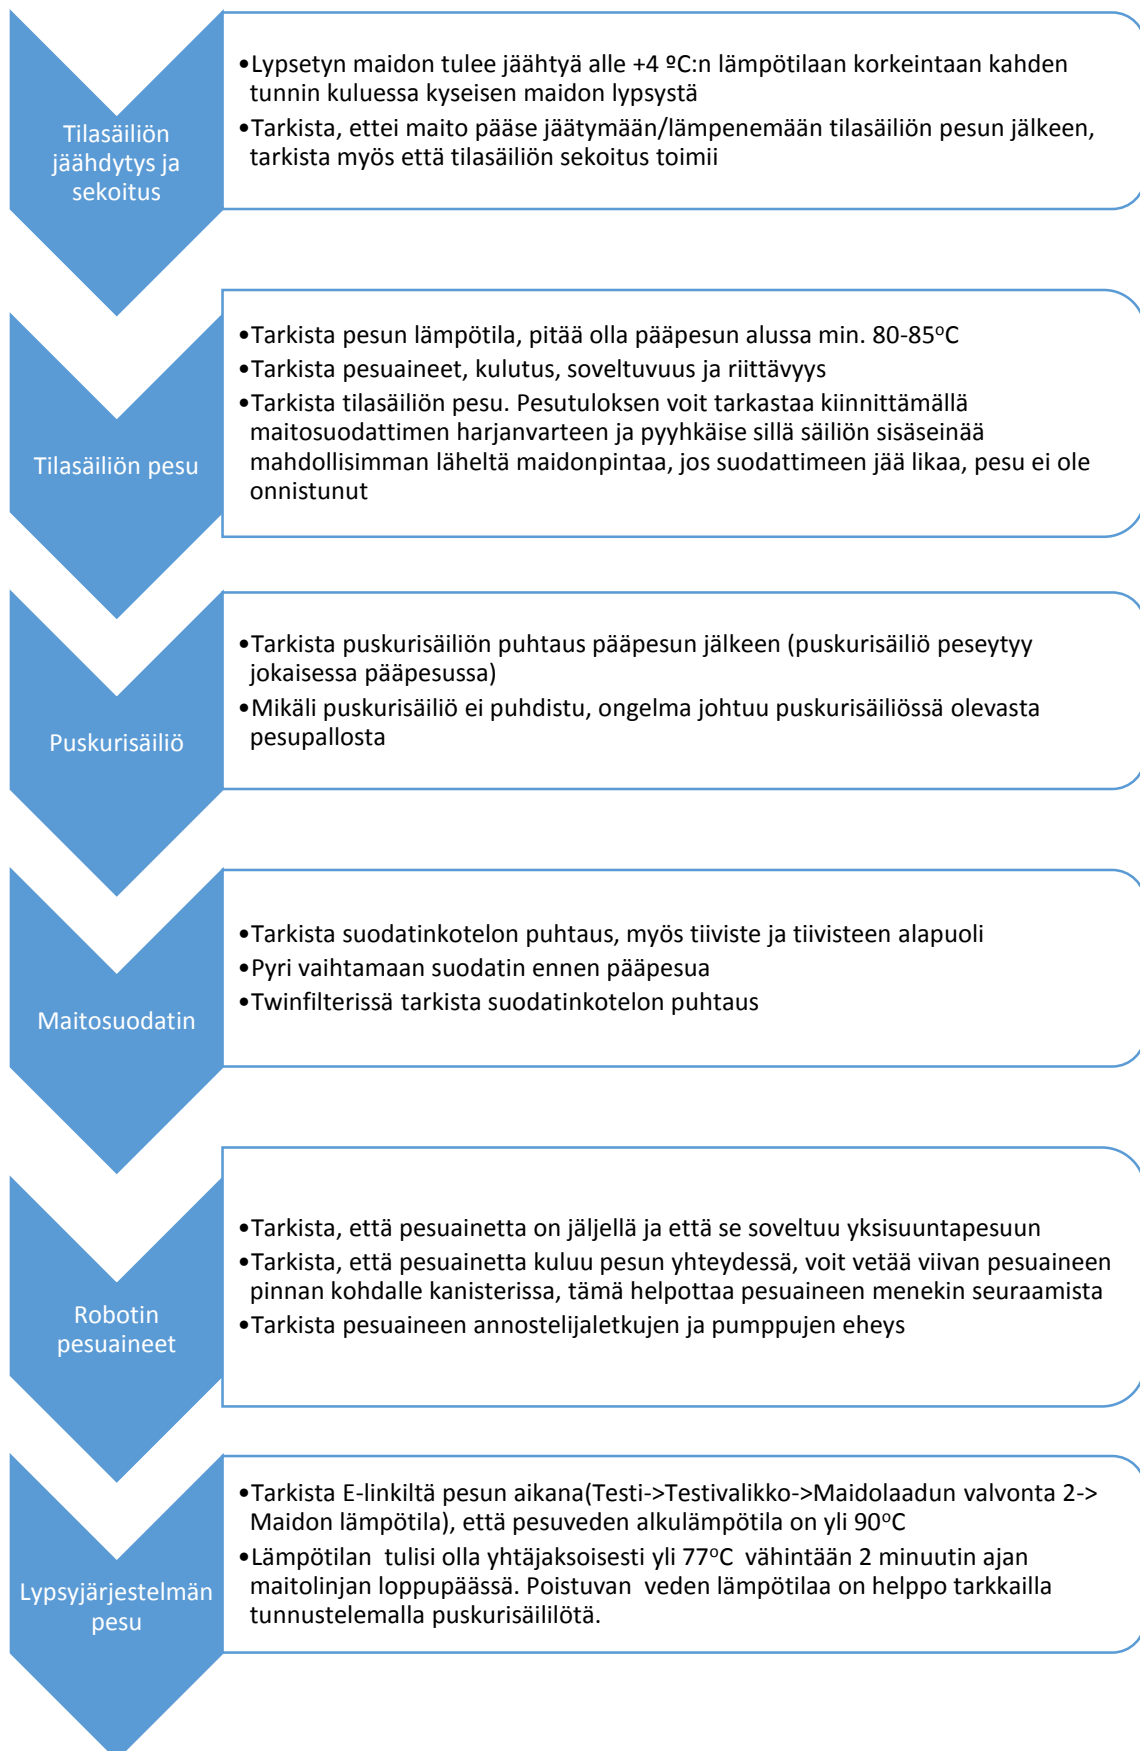 Tilasäiliön
jäähdytys ja
sekoitus
•Lypsetyn maidon tulee jäähtyä alle +4 ºC:n lämpötilaan korkeintaan kahden
tunnin kuluessa kyseisen maidon lypsystä
•Tarkista, ettei maito pääse jäätymään/lämpenemään tilasäiliön pesun jälkeen,
tarkista myös että tilasäiliön sekoitus toimii
Tilasäiliön pesu
•Tarkista pesun lämpötila, pitää olla pääpesun alussa min. 80-85°C
•Tarkista pesuaineet, kulutus, soveltuvuus ja riittävyys
•Tarkista tilasäiliön pesu. Pesutuloksen voit tarkastaa kiinnittämällä
maitosuodattimen harjanvarteen ja pyyhkäise sillä säiliön sisäseinää
mahdollisimman läheltä maidonpintaa, jos suodattimeen jää likaa, pesu ei ole
onnistunut
Puskurisäiliö
•Tarkista puskurisäiliön puhtaus pääpesun jälkeen (puskurisäiliö peseytyy
jokaisessa pääpesussa)
•Mikäli puskurisäiliö ei puhdistu, ongelma johtuu puskurisäiliössä olevasta
pesupallosta
Maitosuodatin
•Tarkista suodatinkotelon puhtaus, myös tiiviste ja tiivisteen alapuoli
•Pyri vaihtamaan suodatin ennen pääpesua
•Twinfilterissä tarkista suodatinkotelon puhtaus
Robotin
pesuaineet
•Tarkista, että pesuainetta on jäljellä ja että se soveltuu yksisuuntapesuun
•Tarkista, että pesuainetta kuluu pesun yhteydessä, voit vetää viivan pesuaineen
pinnan kohdalle kanisterissa, tämä helpottaa pesuaineen menekin seuraamista
•Tarkista pesuaineen annostelijaletkujen ja pumppujen eheys
Lypsyjärjestelmän
pesu
•Tarkista E-linkiltä pesun aikana(Testi->Testivalikko->Maidolaadun valvonta 2->
Maidon lämpötila), että pesuveden alkulämpötila on yli 90°C
•Lämpötilan tulisi olla yhtäjaksoisesti yli 77°C vähintään 2 minuutin ajan
maitolinjan loppupäässä. Poistuvan veden lämpötilaa on helppo tarkkailla
tunnustelemalla puskurisäililötä.